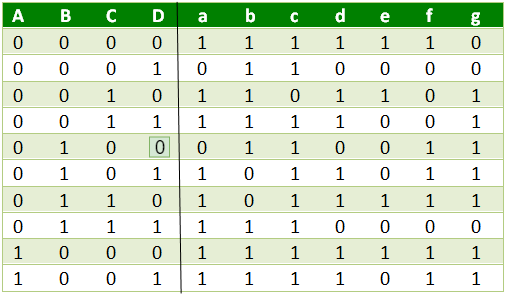 A B C D a b c d e f g
0 0 0 0 1 1 1 1 1 1 0
0 0 0 1 0 1 1 0 0 0 0
0 0 1 0 1 1 0 1 1 0 1
0 0 1 1 1 1 1 1 0 0 1
0 1 0 0 0 1 1 0 0 1 1
0 1 0 1 1 0 1 1 0 1 1
0 1 1 0 1 0 1 1 1 1 1
0 1 1 1 1 1 1 0 0 0 0
1 0 0 0 1 1 1 1 1 1 1
1 0 0 1 1 1 1 1 0 1 1